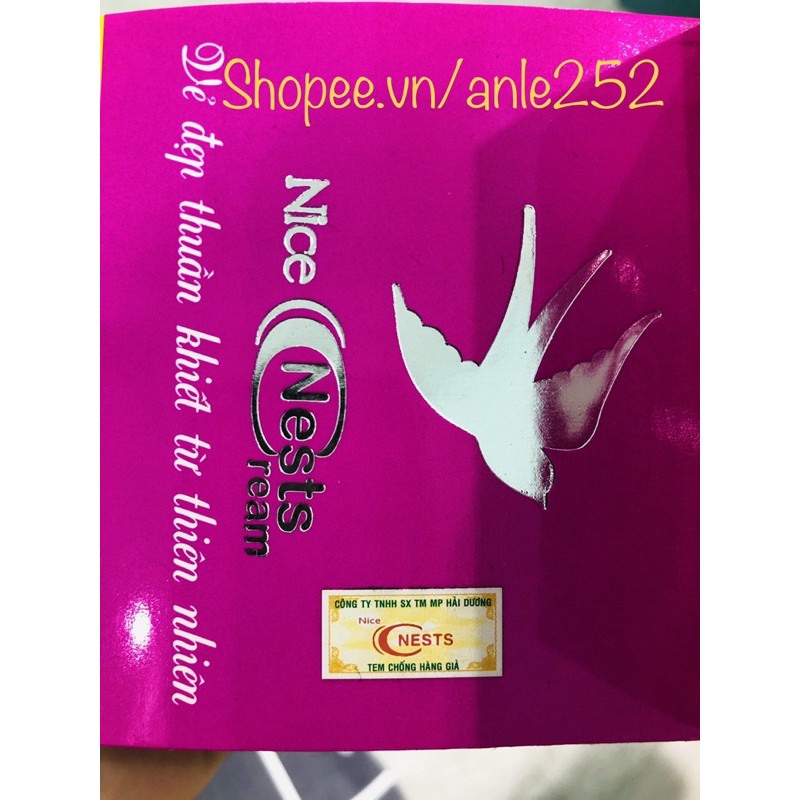 Shopee.vn/anle252
Vẻ đẹp thuần khiết từ thiên nhiên
Nice
Nests
Cream
CÔNG TY TNHH SX TM MP HẢI DƯƠNG
Nice
CNESTS
TEM CHỐNG HÀNG GIẢ